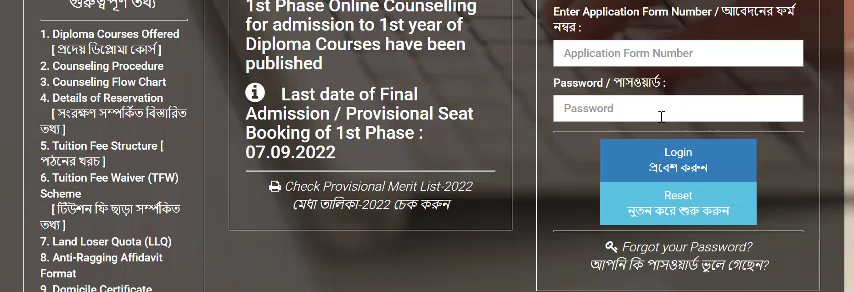 গুরুত্বপূর্ণ তথ্য
1. Diploma Courses Offered
[ প্রদেয় ডিপ্লোমা কোর্স ]
2. Counseling Procedure
3. Counseling Flow Chart
4. Details of Reservation
[ সংরক্ষণ সম্পর্কিত বিস্তারিত
তথ্য ]
5. Tuition Fee Structure [
পঠনের খরচ ]
6. Tuition Fee Waiver (TFW)
Scheme
[ টিউশন ফি ছাড়া সম্পর্কিত
তথ্য ]
7. Land Loser Quota (LLQ)
8. Anti-Ragging Affidavit
Format
9. Domicile Certificate
1st Phase Online Counselling
for admission to 1st year of
Diploma Courses have been
published
Last date of Final
Admission / Provisional Seat
Booking of 1st Phase :
07.09.2022
Check Provisional Merit List-2022
মেধা তালিকা-2022 চেক করুন
Enter Application Form Number / আবেদনের ফর্ম
নম্বর :
Application Form Number
Password / পাসওয়ার্ড :
Password
Login
প্রবেশ করুন
Reset
নুতন করে শুরু করুন
Forgot your Password?
আপনি কি পাসওয়ার্ড ভুলে গেছেন?